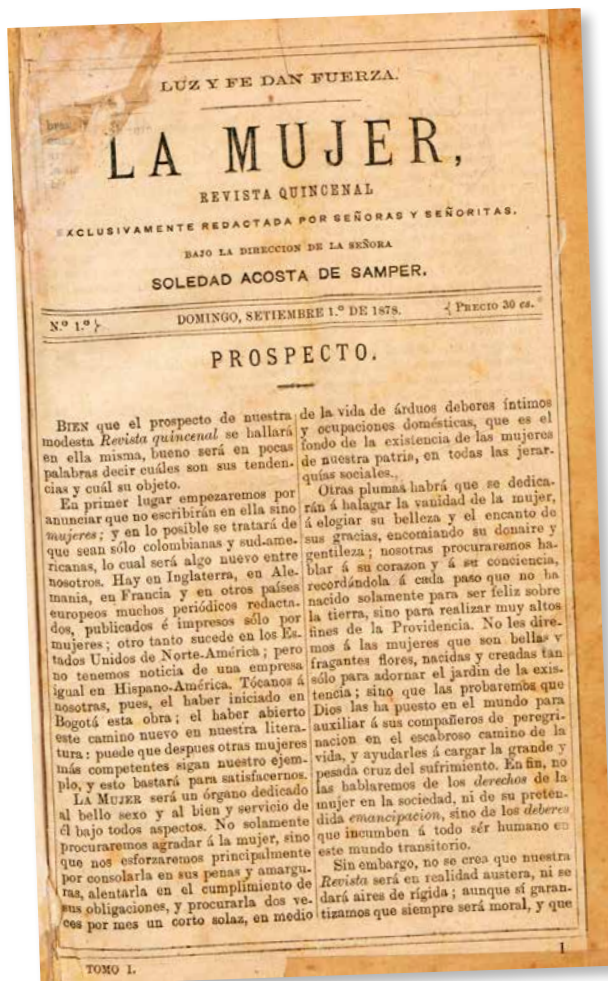 LUZ Y FE DAN FUERZA.
LA MUJER,
REVISTA QUINCENAL
EXCLUSIVAMENTE REDACTADA POR SEÑORAS Y SEÑORITAS,
BAJO LA DIRECCION DE LA SEÑORA
SOLEDAD ACOSTA DE SAMPER.
N.º 1.º } DOMINGO, SETIEMBRE 1.º DE 1878. { PRECIO 30 cs.
PROSPECTO.
BIEN que el prospecto de nuestra
modesta Revista quincenal se hallará
en ella misma, bueno será en pocas
palabras decir cuáles son sus tenden-
cias y cuál su objeto.
En primer lugar empezaremos por
anunciar que no escribirán en ella sino
mujeres; y en lo posible se tratará de
que sean sólo colombianas y sud-ame-
ricanas, lo cual será algo nuevo entre
nosotros. Hay en Inglaterra, en Ale-
mania, en Francia y en otros países
europeos muchos periódicos redacta-
dos, publicados é impresos sólo por
mujeres; otro tanto sucede en los Es-
tados Unidos de Norte-América; pero
no tenemos noticia de una empresa
igual en Hispano-América. Tócanos á
nosotras, pues, el haber iniciado en
Bogotá esta obra; el haber abierto
este camino nuevo en nuestra litera-
tura: puede que despues otras mujeres
más competentes sigan nuestro ejem-
plo, y esto bastará para satisfacernos.
LA MUJER será un órgano dedicado
al bello sexo y al bien y servicio de
él bajo todos aspectos. No solamente
procuraremos agradar á la mujer, sino
que nos esforzaremos principalmente
por consolarla en sus penas y amargu-
ras, alentarla en el cumplimiento de
sus obligaciones, y procurarla dos ve-
ces por mes un corto solaz, en medio
de la vida de árduos deberes íntimos
y ocupaciones domésticas, que es el
fondo de la existencia de las mujeres
de nuestra patria, en todas las jerar-
quías sociales.
Otras plumas habrá que se dedica-
rán á halagar la vanidad de la mujer,
á elogiar su belleza y el encanto de
sus gracias, encomiando su donaire y
gentileza; nosotras procuraremos ha-
blar á su corazon y á su conciencia,
recordándola á cada paso que no ha
nacido solamente para ser feliz sobre
la tierra, sino para realizar muy altos
fines de la Providencia. No les dire-
mos á las mujeres que son bellas y
fragantes flores, nacidas y creadas tan
sólo para adornar el jardin de la exis-
tencia; sino que las probaremos que
Dios las ha puesto en el mundo para
auxiliar á sus compañeros de peregri-
nacion en el escabroso camino de la
vida, y ayudarles á cargar la grande y
pesada cruz del sufrimiento. En fin, no
las hablaremos de los derechos de la
mujer en la sociedad, ni de su preten-
dida emancipacion, sino de los deberes
que incumben á todo sér humano en
este mundo transitorio.
Sin embargo, no se crea que nuestra
Revista será en realidad austera, ni se
dará aires de rígida; aunque sí garan-
tizamos que siempre será moral, y que
TOMO I.
1